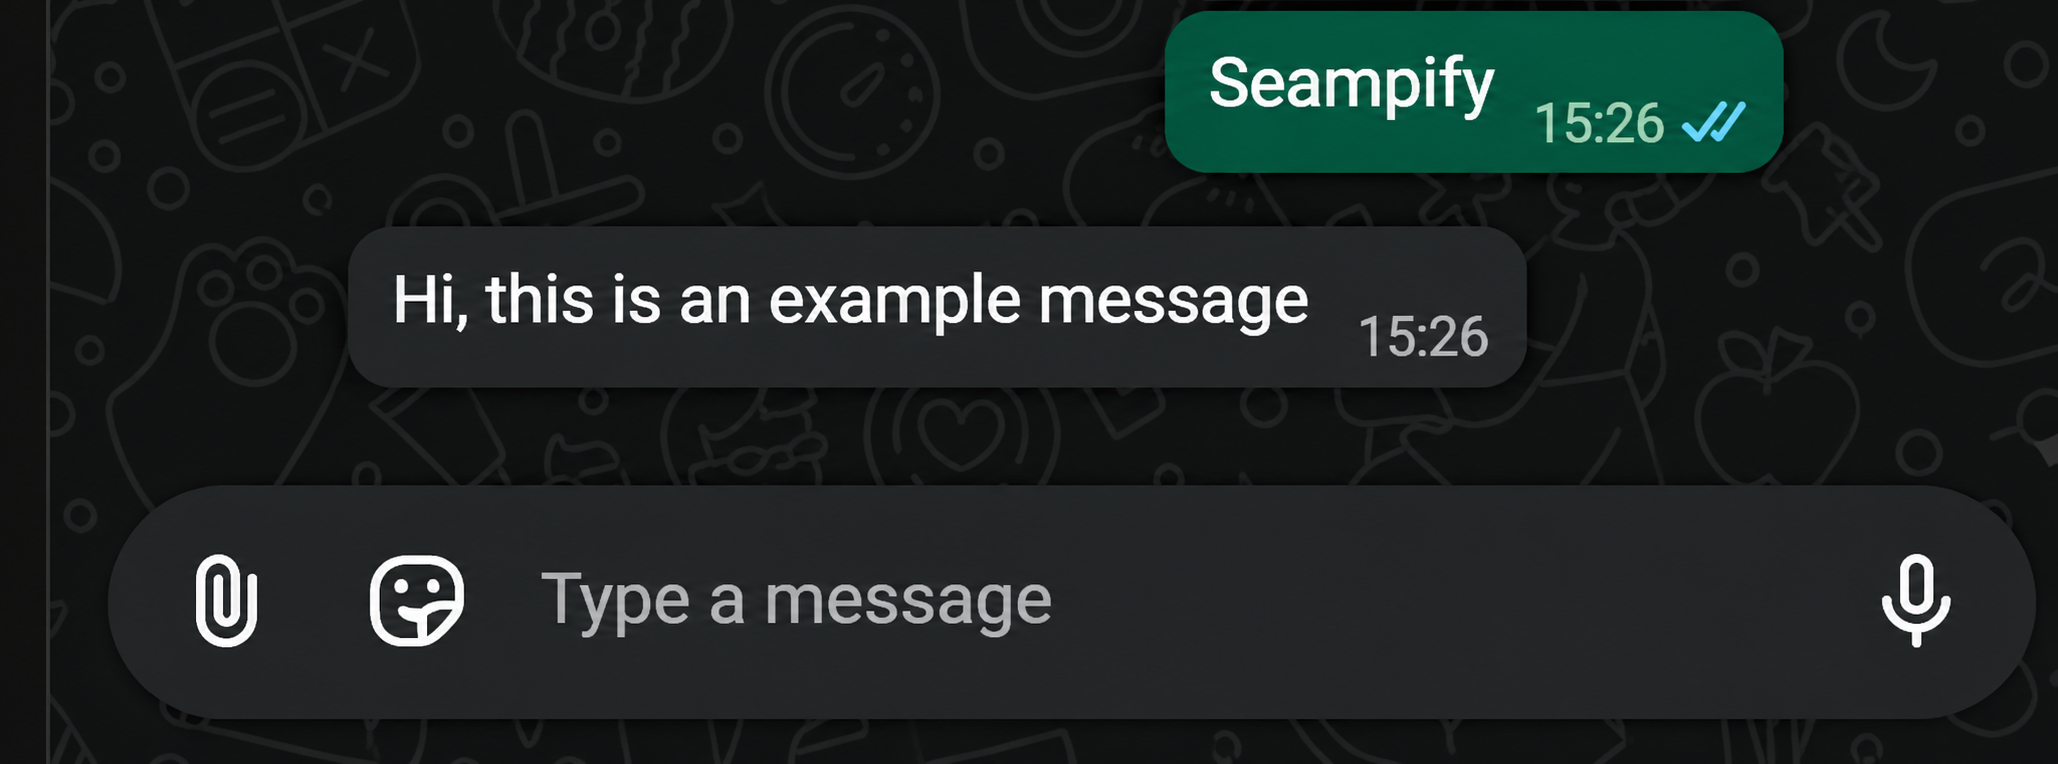 Seampify
15:26
Hi, this is an example message
15:26
Type a message